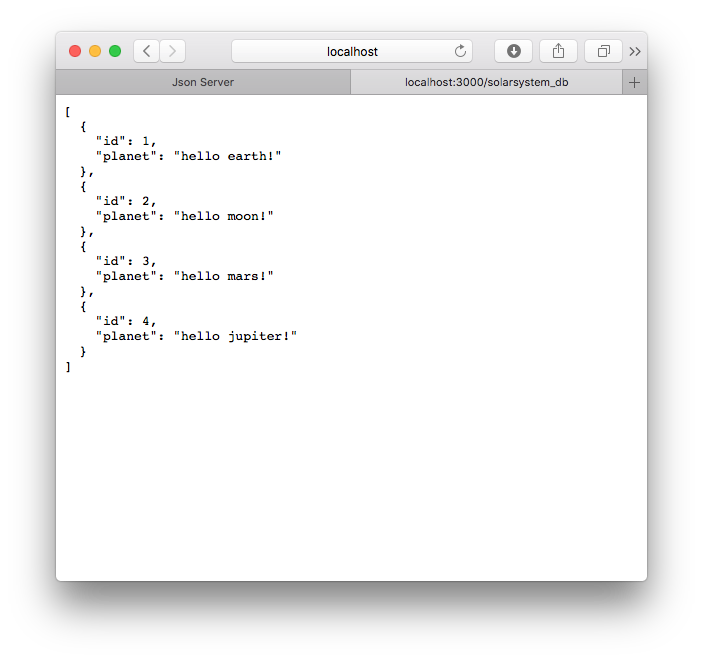 localhost
Json Server
localhost:3000/solarsystem_db
[
  {
    "id": 1,
    "planet": "hello earth!"
  },
  {
    "id": 2,
    "planet": "hello moon!"
  },
  {
    "id": 3,
    "planet": "hello mars!"
  },
  {
    "id": 4,
    "planet": "hello jupiter!"
  }
]